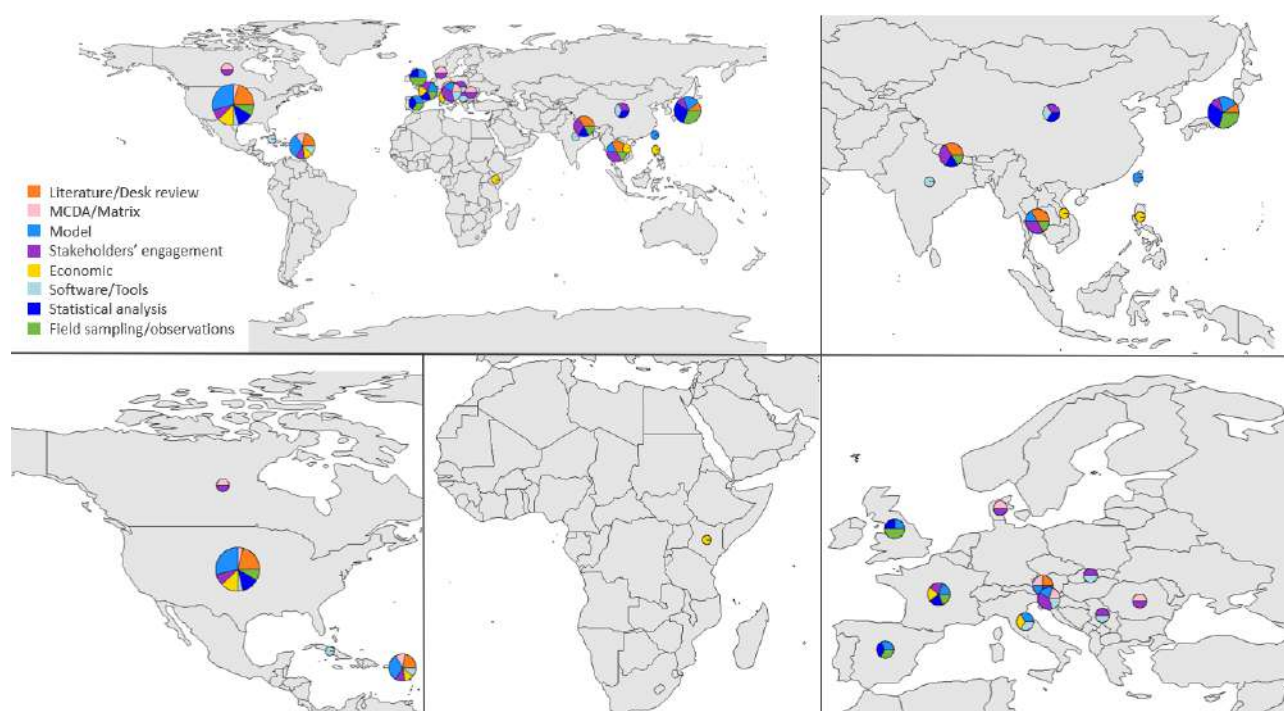 Literature/Desk review
MCDA/Matrix
Model
Stakeholders' engagement
Economic
Software/Tools
Statistical analysis
Field sampling/observations